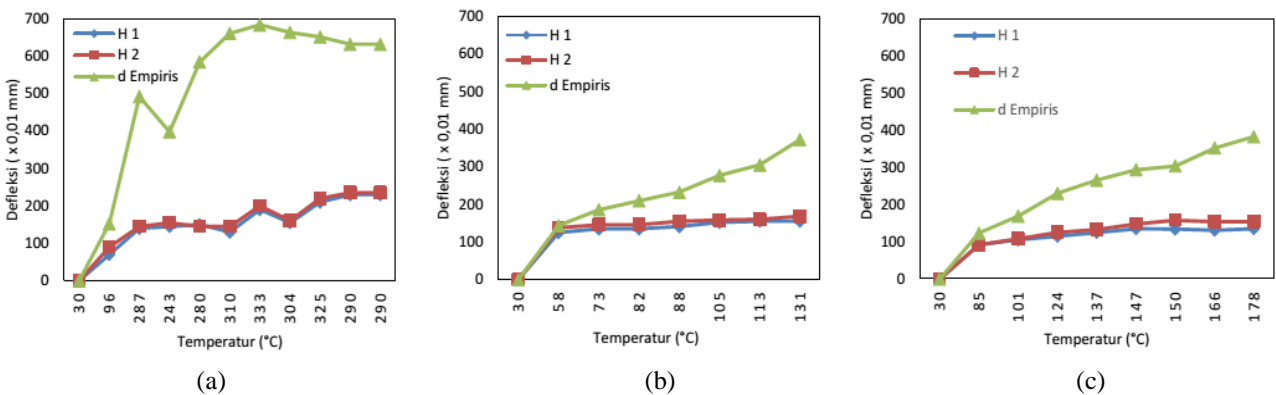 700
600
500
400
300
200
100
0
Defleksi ( x 0,01 mm)
H 1
H 2
d Empiris
30
96
287
243
280
310
333
304
325
290
290
Temperatur (°C)
(a)
700
600
500
400
300
200
100
0
Defleksi ( x 0,01 mm)
H 1
H 2
d Empiris
30
58
73
82
88
105
113
131
Temperatur (°C)
(b)
700
600
500
400
300
200
100
0
Defleksi ( x 0,01 mm)
H 1
H 2
d Empiris
30
85
101
124
137
147
150
166
178
Temperatur (°C)
(c)